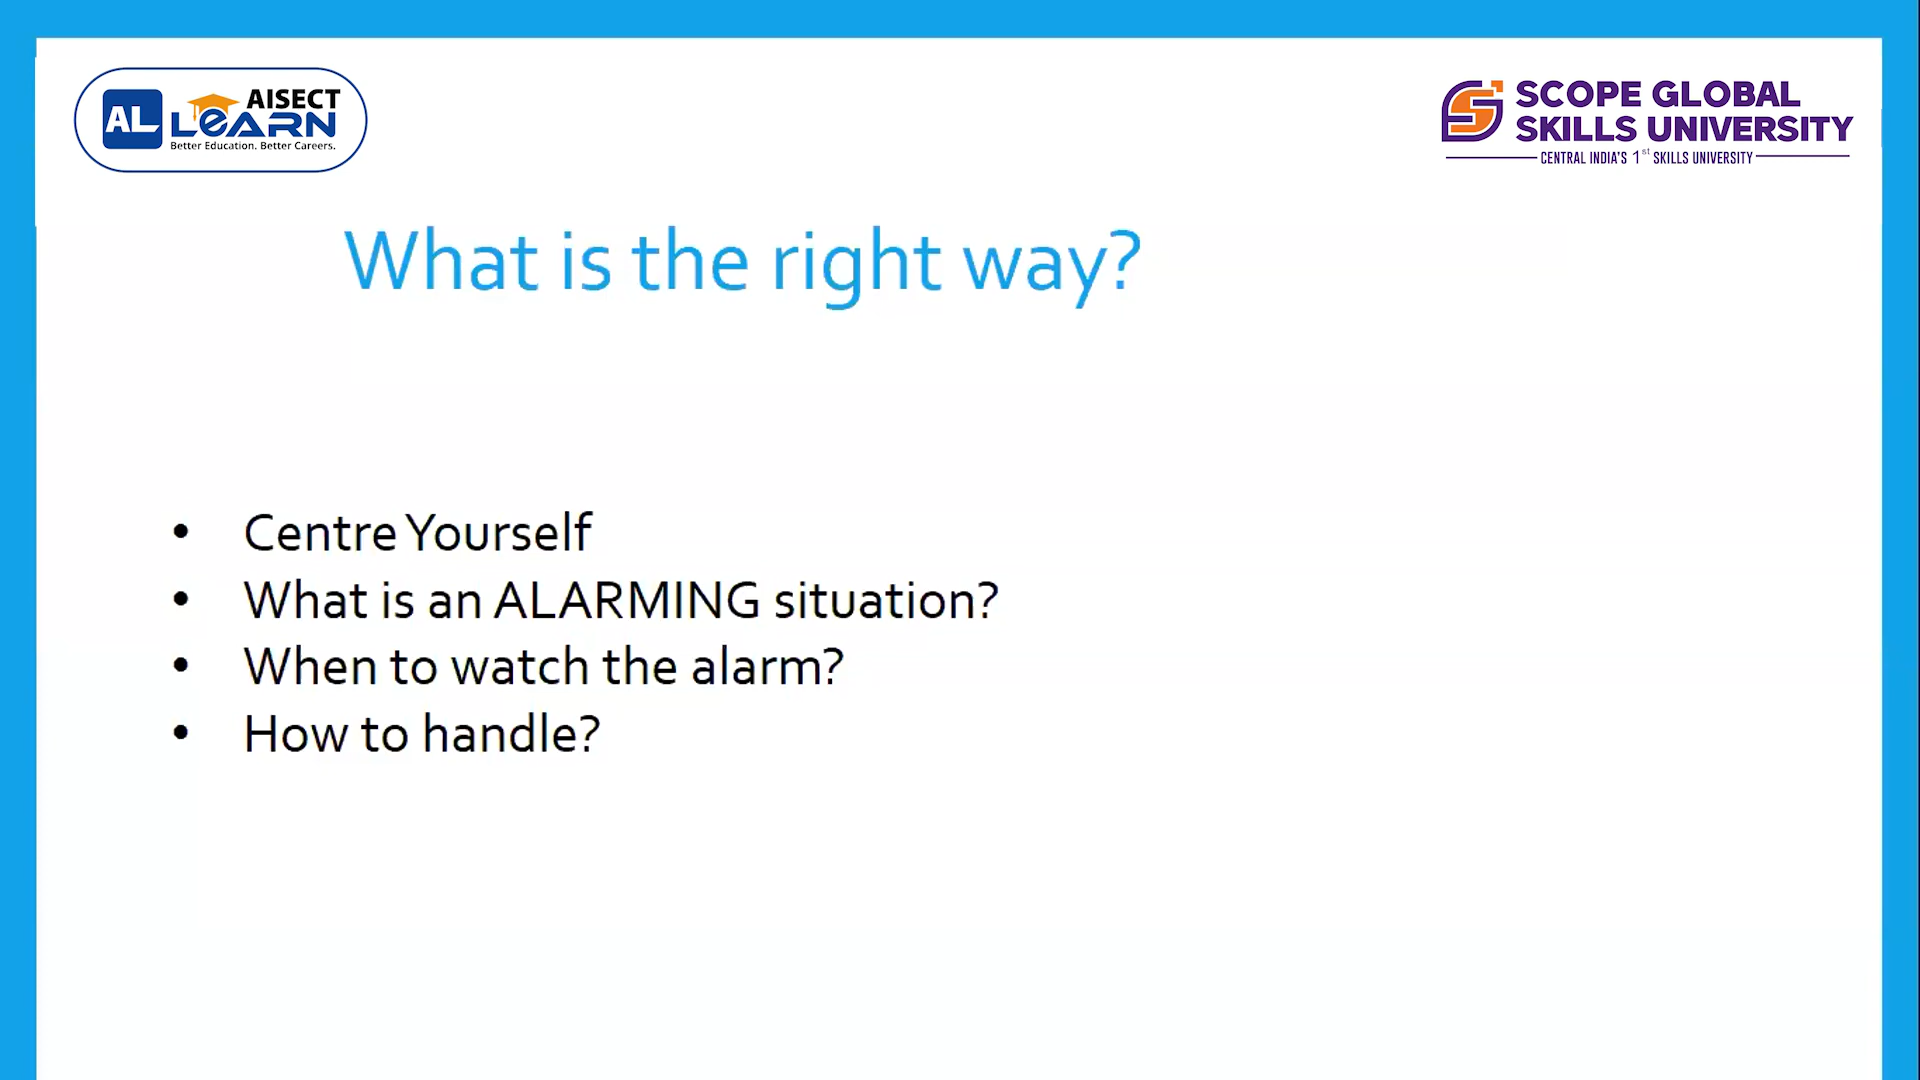 AL LEARN AISECT
Better Education. Better Careers.
SCOPE GLOBAL
SKILLS UNIVERSITY
CENTRAL INDIA'S 1st SKILLS UNIVERSITY
What is the right way?
• Centre Yourself
• What is an ALARMING situation?
• When to watch the alarm?
• How to handle?